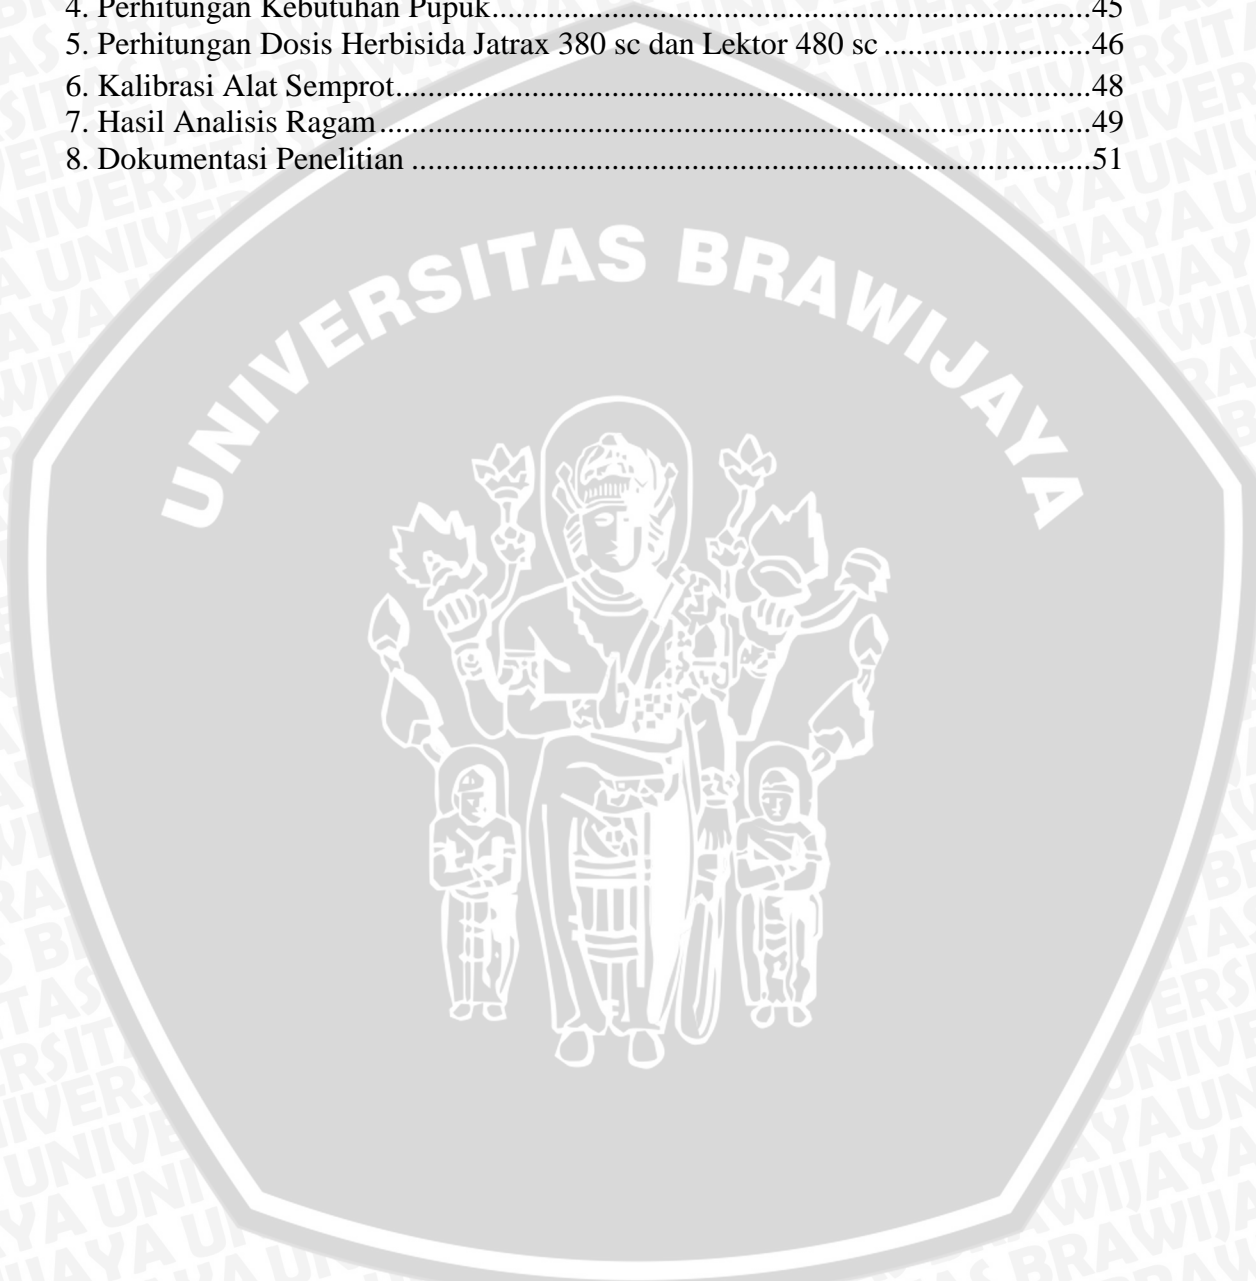 4. Perhitungan Kebutuhan Pupuk..........................................................................45
5. Perhitungan Dosis Herbisida Jatrax 380 sc dan Lektor 480 sc .........................46
6. Kalibrasi Alat Semprot......................................................................................48
7. Hasil Analisis Ragam........................................................................................49
8. Dokumentasi Penelitian ....................................................................................51
UNIVERSITAS BRAWIJAYA